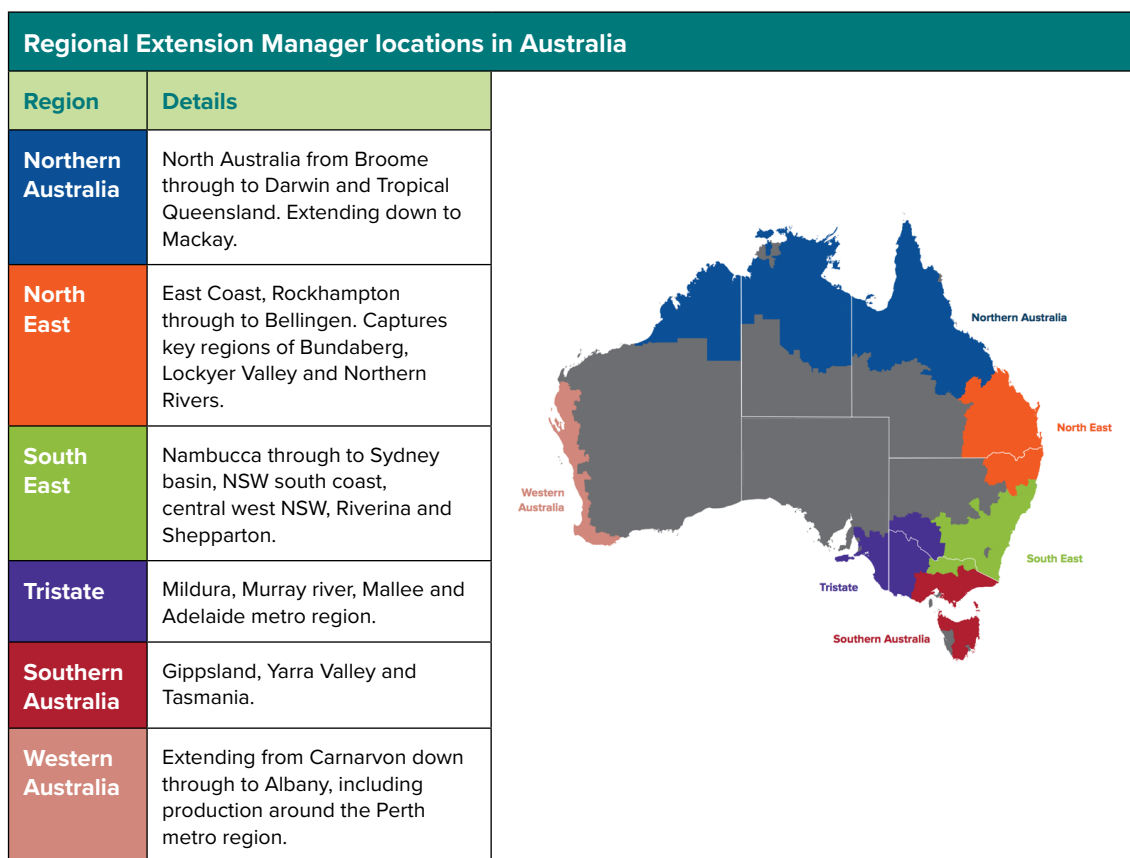 Regional Extension Manager locations in Australia
Region
Details
Northern
Australia
North Australia from Broome
through to Darwin and Tropical
Queensland. Extending down to
Mackay.
North
East
East Coast, Rockhampton
through to Bellingen. Captures
key regions of Bundaberg,
Lockyer Valley and Northern
Rivers.
South
East
Nambucca through to Sydney
basin, NSW south coast,
central west NSW, Riverina and
Shepparton.
Tristate
Mildura, Murray river, Mallee and
Adelaide metro region.
Southern
Australia
Gippsland, Yarra Valley and
Tasmania.
Western
Australia
Extending from Carnarvon down
through to Albany, including
production around the Perth
metro region.
Northern Australia
North East
Western
Australia
South East
Tristate
Southern Australia